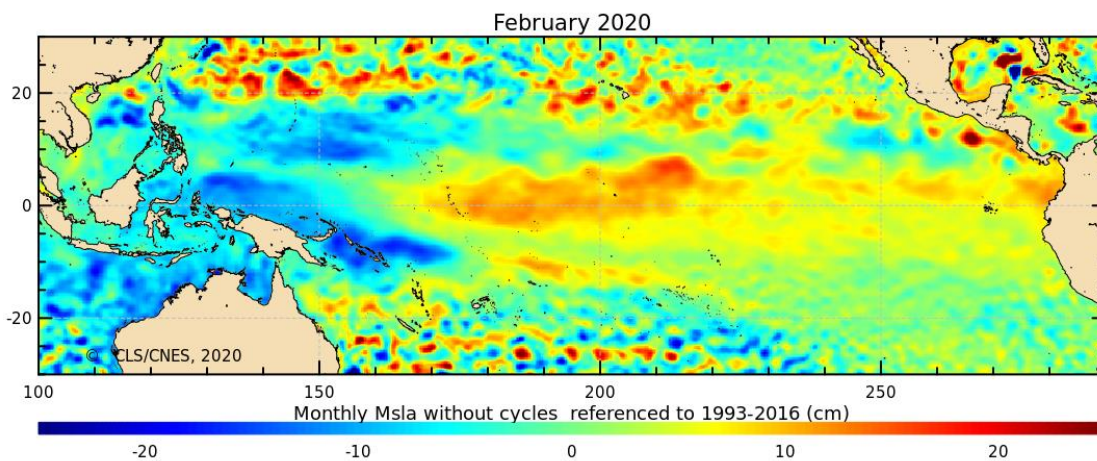 February 2020
20
0
-20
© CLS/CNES, 2020
100 150 200 250
Monthly Msla without cycles referenced to 1993-2016 (cm)
-20 -10 0 10 20